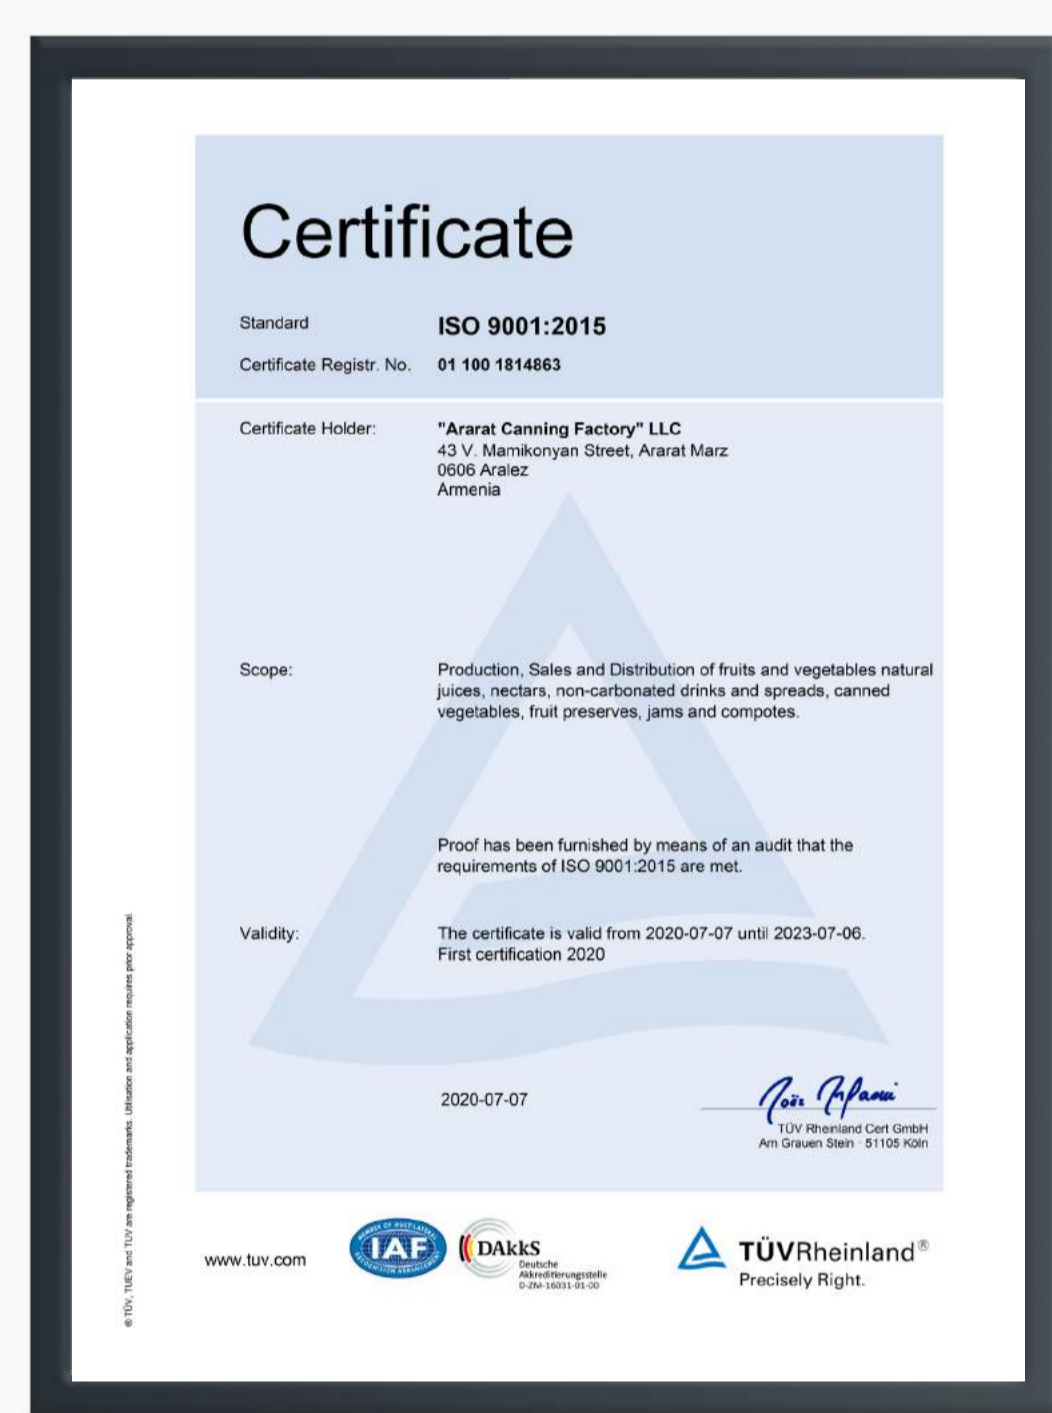 Certificate
Standard ISO 9001:2015
Certificate Registr. No. 01 100 1814863
Certificate Holder: "Ararat Canning Factory" LLC
43 V. Mamikonyan Street, Ararat Marz
0606 Aralez
Armenia
Scope: Production, Sales and Distribution of fruits and vegetables natural
juices, nectars, non-carbonated drinks and spreads, canned
vegetables, fruit preserves, jams and compotes.
Proof has been furnished by means of an audit that the
requirements of ISO 9001:2015 are met.
Validity: The certificate is valid from 2020-07-07 until 2023-07-06.
First certification 2020
2020-07-07
TÜV Rheinland Cert GmbH
Am Grauen Stein · 51105 Köln
® TÜV, TUEV and TUV are registered trademarks. Utilisation and application requires prior approval.
www.tuv.com
MEMBER OF MULTILATERAL
IAF
RECOGNITION ARRANGEMENT
DAkkS
Deutsche
Akkreditierungsstelle
D-ZM-16031-01-00
TÜVRheinland®
Precisely Right.